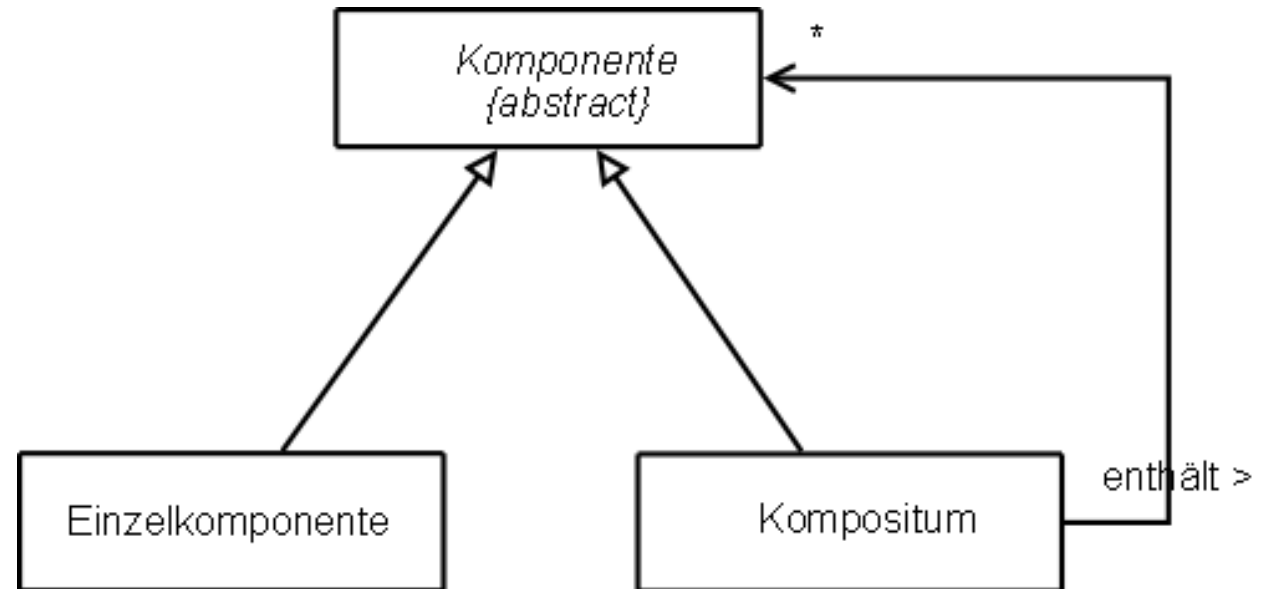 *
Komponente
{abstract}
enthält >
Einzelkomponente
Kompositum